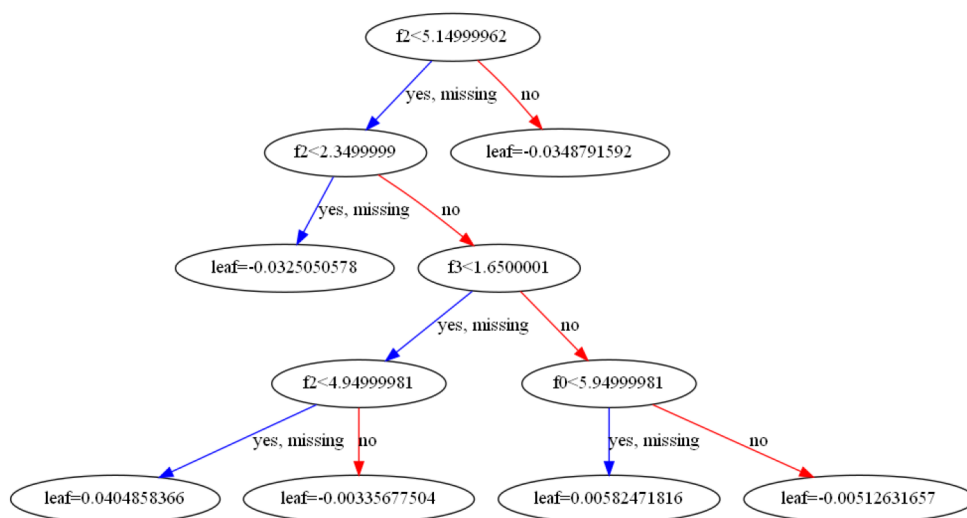 f2<5.14999962
yes, missing
no
f2<2.3499999
leaf=-0.0348791592
yes, missing
no
leaf=-0.0325050578
f3<1.6500001
yes, missing
no
f2<4.94999981
f0<5.94999981
yes, missing
no
yes, missing
no
leaf=0.0404858366
leaf=-0.00335677504
leaf=0.00582471816
leaf=-0.00512631657